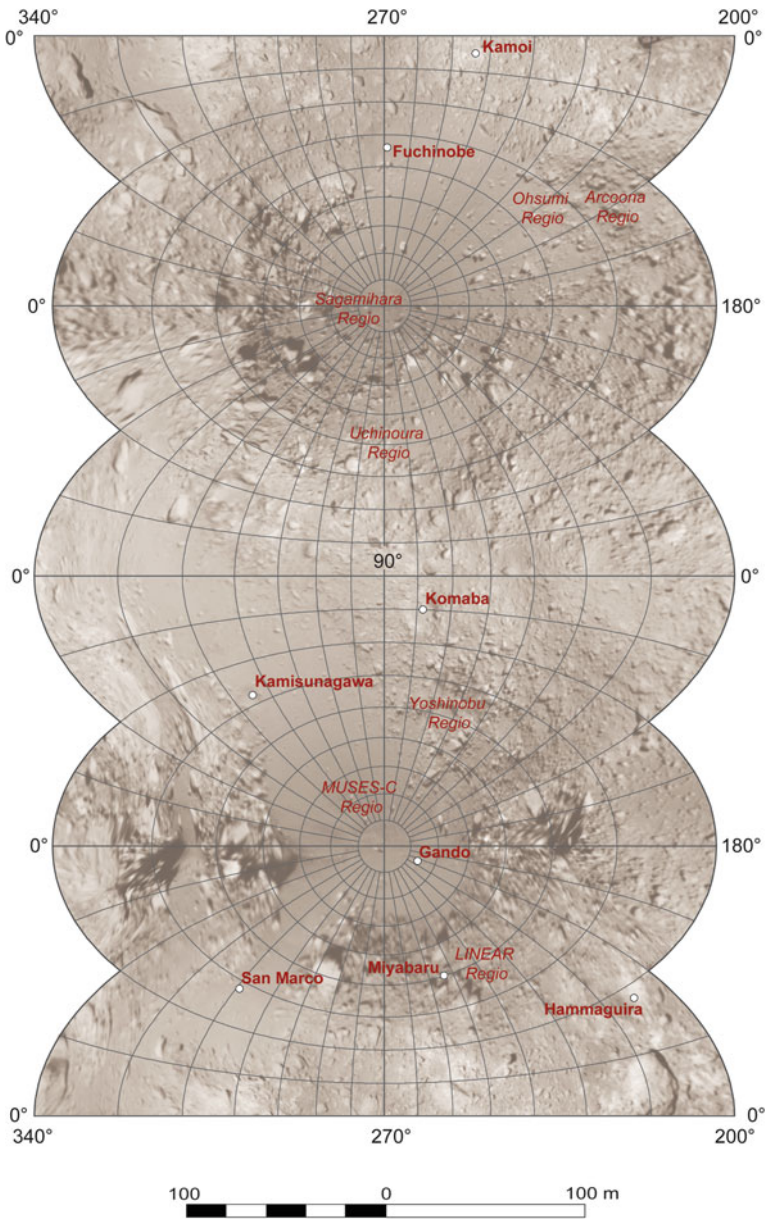 340° 270° 200°
0° 0°
Kamoi
Fuchinobe
Ohsumi Arcoona
Regio Regio
Sagamihara
0° 180°
Regio
Uchinoura
Regio
90°
0° 0°
Komaba
Kamisunagawa
Yoshinobu
Regio
MUSES-C
Regio
0° 180°
Gando
LINEAR
Miyabaru
Regio
San Marco
Hammaguira
0° 0°
340° 270° 200°
100 0 100 m